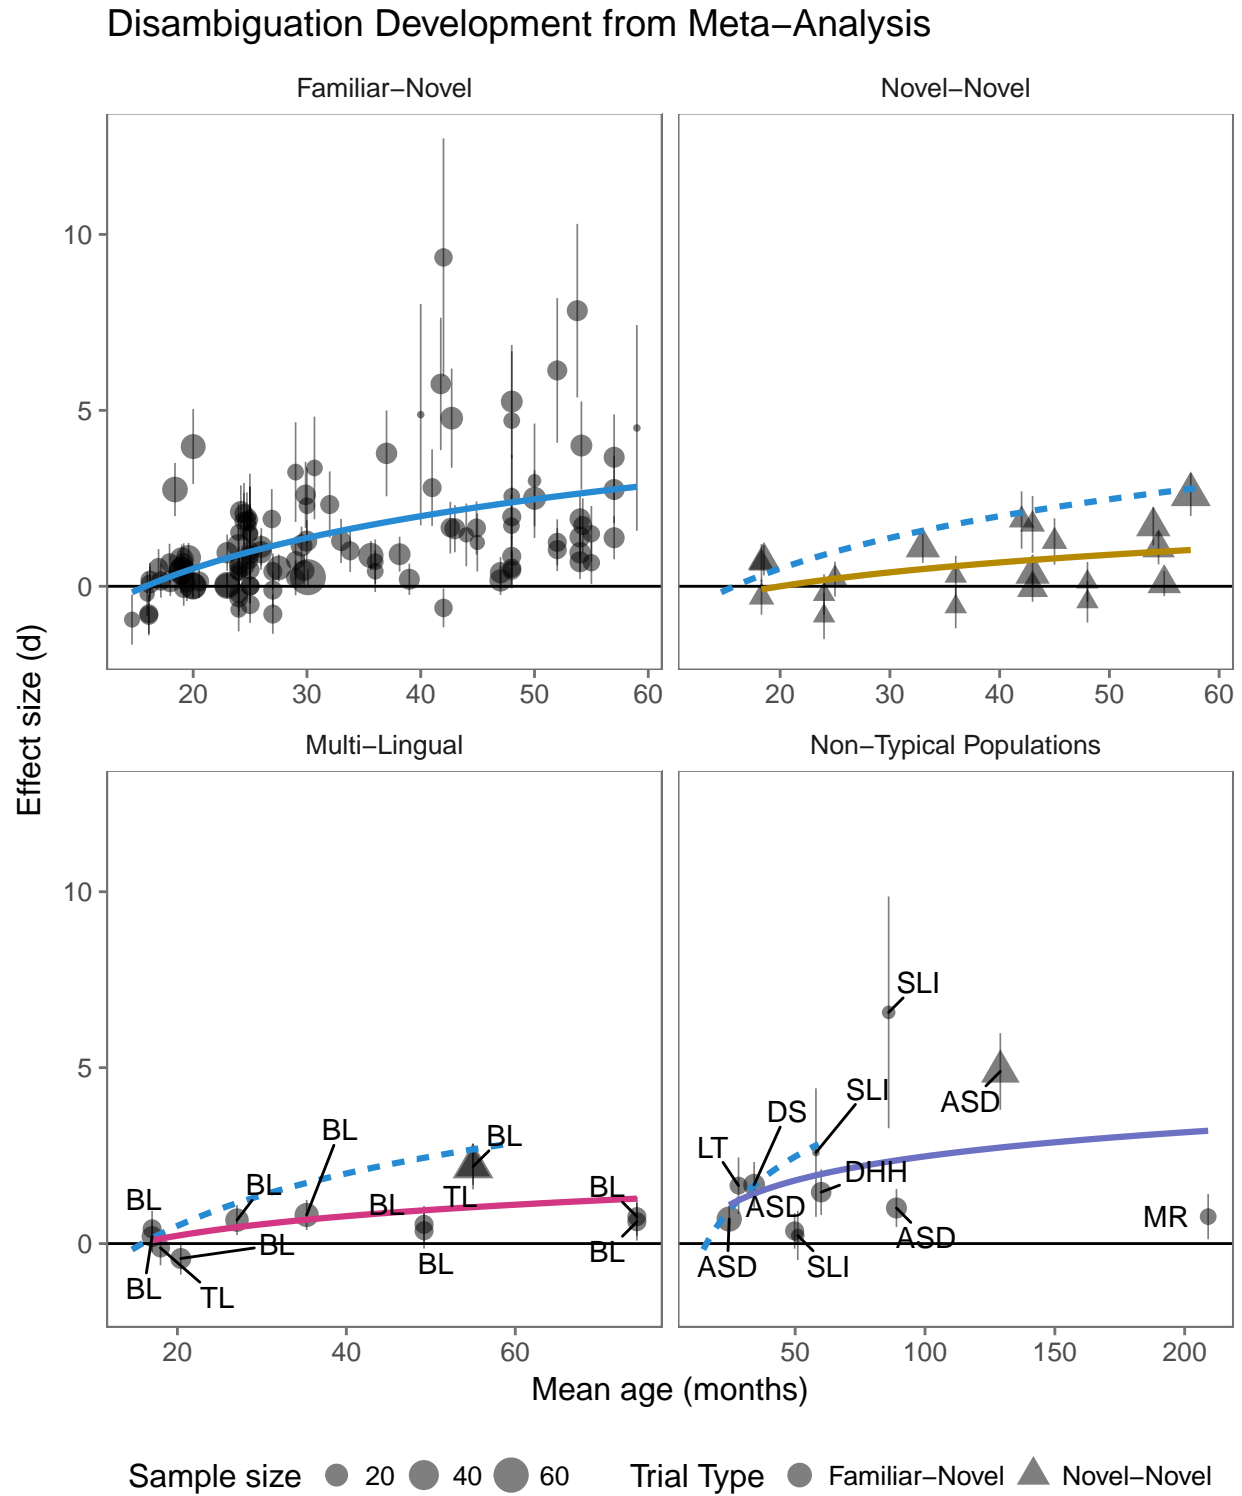 Disambiguation Development from Meta−Analysis
Familiar−Novel
Novel−Novel
10
5
0
20 30 40 50 60
20 30 40 50 60
Effect size (d)
Multi−Lingual
Non−Typical Populations
10
5
0
BL
BL
BL
BL
TL
BL
BL
BL
BL
TL
BL
BL
SLI
SLI
ASD
DS
LT
DHH
ASD
ASD
ASD
SLI
MR
20 40 60
50 100 150 200
Mean age (months)
Sample size 20 40 60 Trial Type Familiar−Novel Novel−Novel